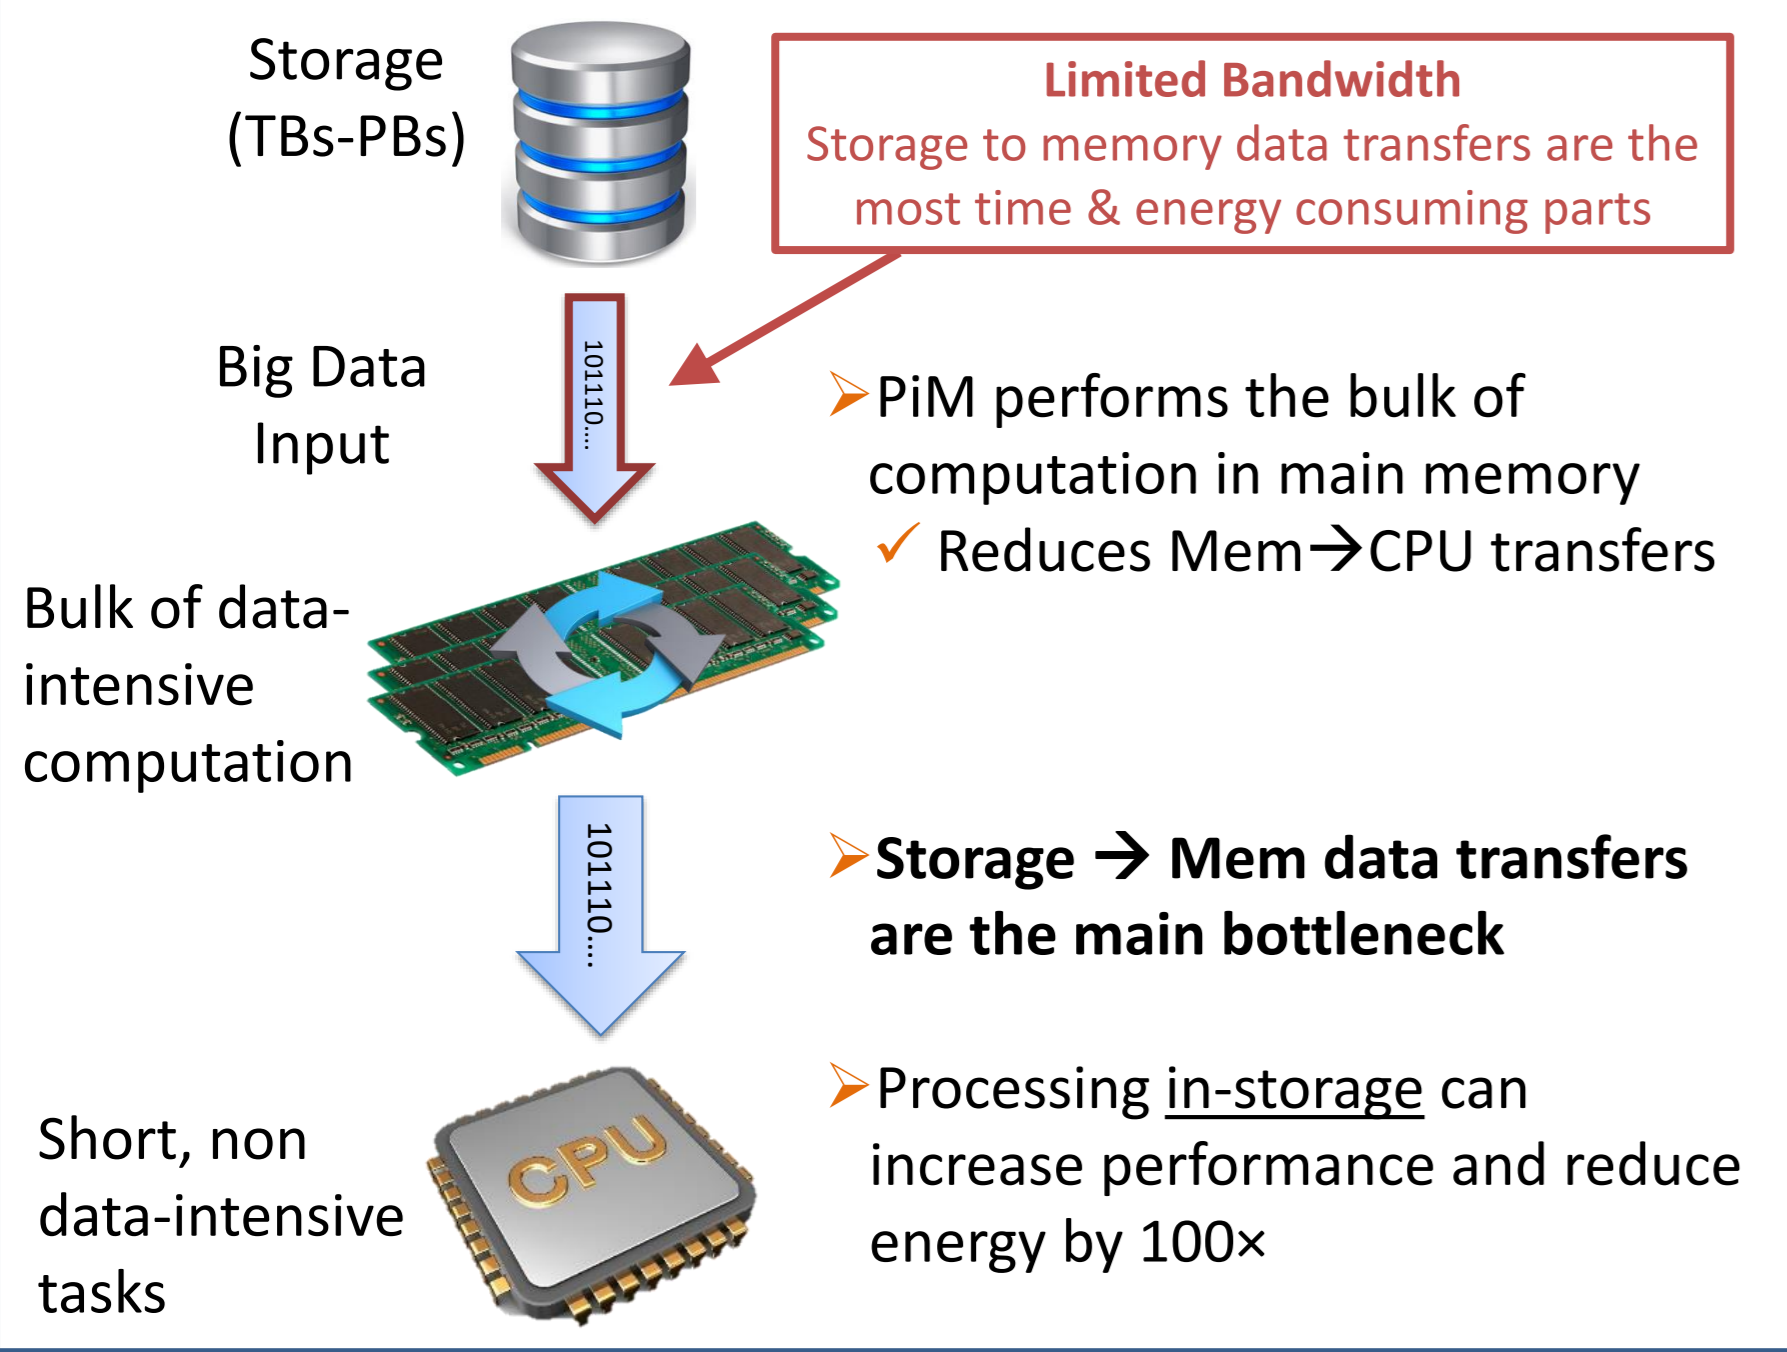 Storage
(TBs-PBs)
Limited Bandwidth
Storage to memory data transfers are the
most time & energy consuming parts
Big Data
Input
101110....
➢PiM performs the bulk of
computation in main memory
✓ Reduces Mem→CPU transfers
Bulk of data-
intensive
computation
101110....
➢Storage → Mem data transfers
are the main bottleneck
Short, non
data-intensive
tasks
CPU
➢Processing in-storage can
increase performance and reduce
energy by 100×